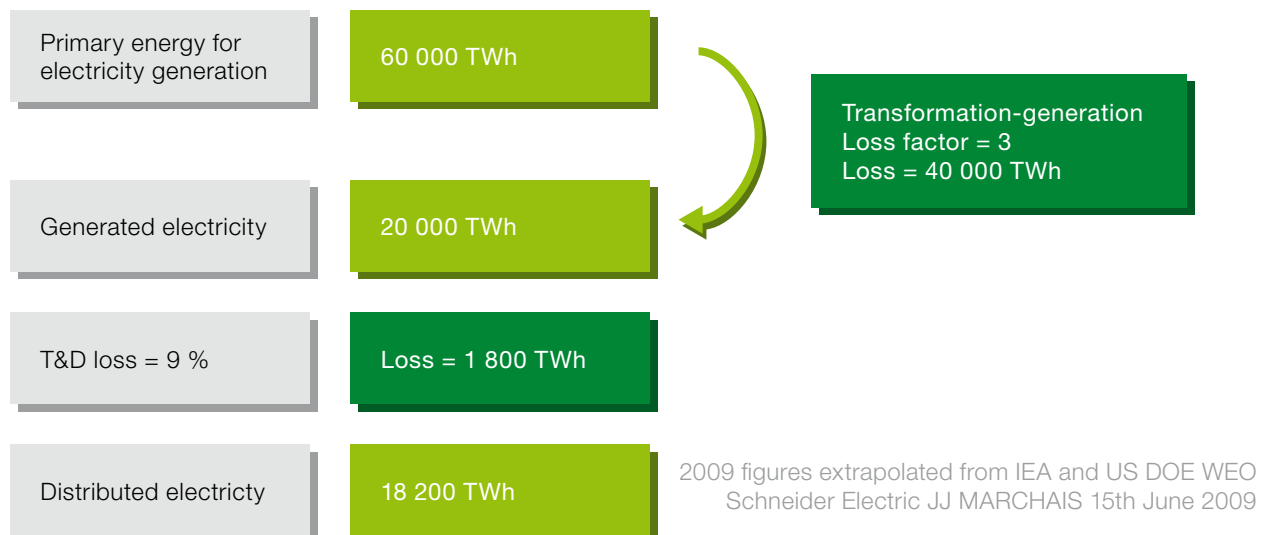 Primary energy for
electricity generation
60 000 TWh
Transformation-generation
Loss factor = 3
Loss = 40 000 TWh
Generated electricity
20 000 TWh
T&D loss = 9 %
Loss = 1 800 TWh
Distributed electricty
18 200 TWh
2009 figures extrapolated from IEA and US DOE WEO
Schneider Electric JJ MARCHAIS 15th June 2009